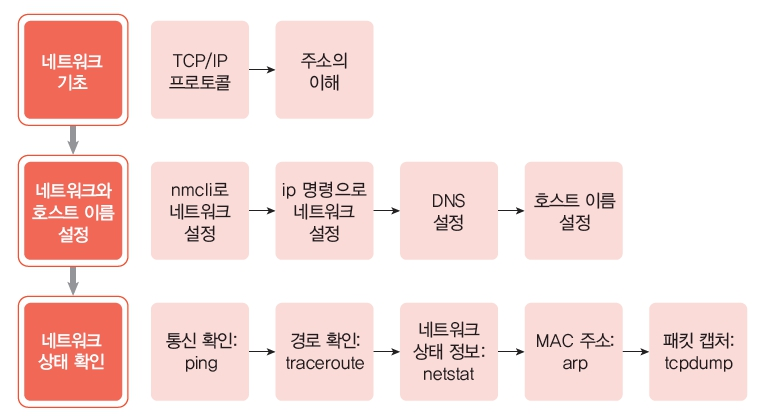 네트워크
기초
TCP/IP
프로토콜
주소의
이해
네트워크와
호스트 이름
설정
nmcli로
네트워크
설정
ip 명령으로
네트워크
설정
DNS
설정
호스트 이름
설정
네트워크
상태 확인
통신 확인:
ping
경로 확인:
traceroute
네트워크
상태 정보:
netstat
MAC 주소:
arp
패킷 캡처:
tcpdump